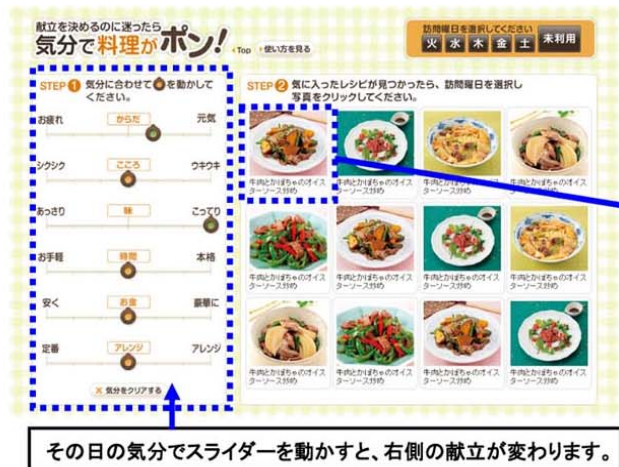 献立を決めるのに迷ったら
気分で料理がポン!
Top
使い方を見る
訪問曜日を選択してください
火 水 木 金 土 未利用
STEP 1 気分に合わせて を動かして
ください。
お疲れ からだ 元気
シクシク こころ ウキウキ
あっさり 味 こってり
お手軽 時間 本格
安く お金 豪華に
定番 アレンジ アレンジ
× 気分をクリアする
STEP 2 気に入ったレシピが見つかったら、訪問曜日を選択し
写真をクリックしてください。
牛肉とかぼちゃのオイス
ターソース炒め
牛肉とかぼちゃのオイス
ターソース炒め
牛肉とかぼちゃのオイス
ターソース炒め
牛肉とかぼちゃのオイス
ターソース炒め
牛肉とかぼちゃのオイス
ターソース炒め
牛肉とかぼちゃのオイス
ターソース炒め
牛肉とかぼちゃのオイス
ターソース炒め
牛肉とかぼちゃのオイス
ターソース炒め
牛肉とかぼちゃのオイス
ターソース炒め
牛肉とかぼちゃのオイス
ターソース炒め
牛肉とかぼちゃのオイス
ターソース炒め
牛肉とかぼちゃのオイス
ターソース炒め
その日の気分でスライダーを動かすと、右側の献立が変わります。